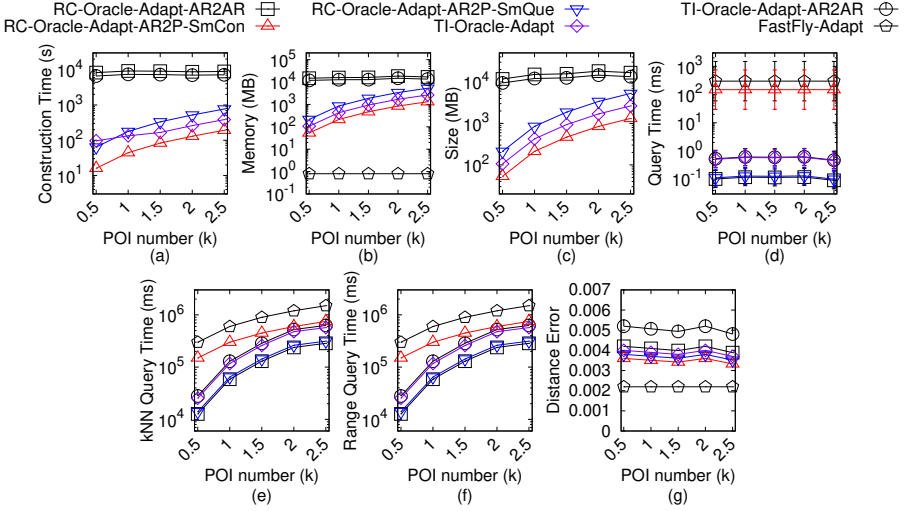 RC-Oracle-Adapt-AR2AR RC-Oracle-Adapt-AR2P-SmQue TI-Oracle-Adapt-AR2AR
RC-Oracle-Adapt-AR2P-SmCon TI-Oracle-Adapt FastFly-Adapt
Construction Time (s)
10^4
10^3
10^2
10^1
0.5 1 1.5 2 2.5
POI number (k)
(a)
Memory (MB)
10^5
10^4
10^3
10^2
10^1
10^0
10^-1
0.5 1 1.5 2 2.5
POI number (k)
(b)
Size (MB)
10^4
10^3
10^2
0.5 1 1.5 2 2.5
POI number (k)
(c)
Query Time (ms)
10^3
10^2
10^1
10^0
10^-1
0.5 1 1.5 2 2.5
POI number (k)
(d)
kNN Query Time (ms)
10^6
10^5
10^4
0.5 1 1.5 2 2.5
POI number (k)
(e)
Range Query Time (ms)
10^6
10^5
10^4
0.5 1 1.5 2 2.5
POI number (k)
(f)
Distance Error
0.007
0.006
0.005
0.004
0.003
0.002
0.001
0
0.5 1 1.5 2 2.5
POI number (k)
(g)